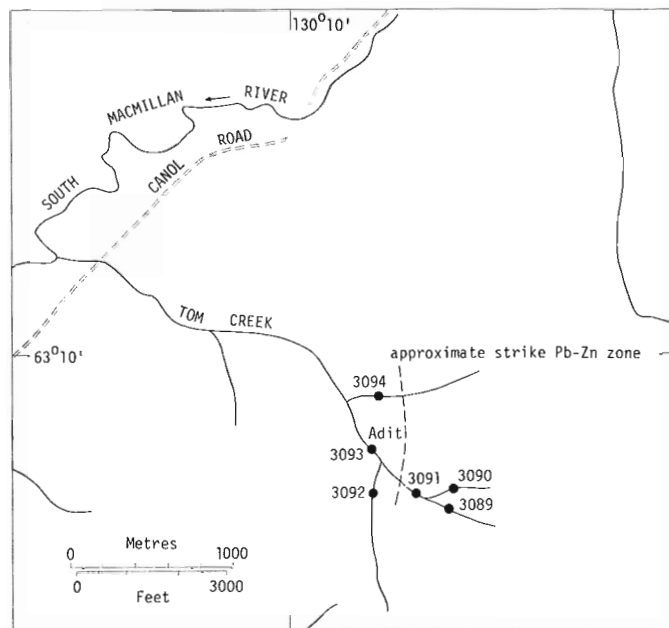 130°10'
MACMILLAN RIVER
SOUTH
CANOL ROAD
TOM CREEK
63°10'
approximate strike Pb-Zn zone
3094
Adit
3093
3091
3090
3092
3089
Metres
0 1000
0 3000
Feet